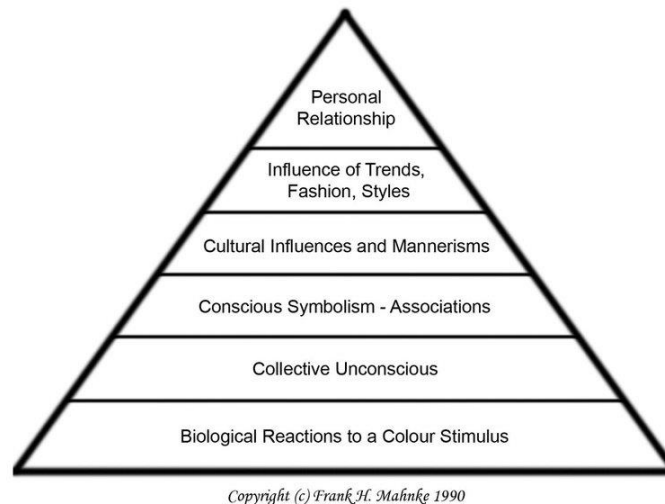 Personal
Relationship
Influence of Trends,
Fashion, Styles
Cultural Influences and Mannerisms
Conscious Symbolism - Associations
Collective Unconscious
Biological Reactions to a Colour Stimulus
Copyright (c) Frank H. Mahnke 1990